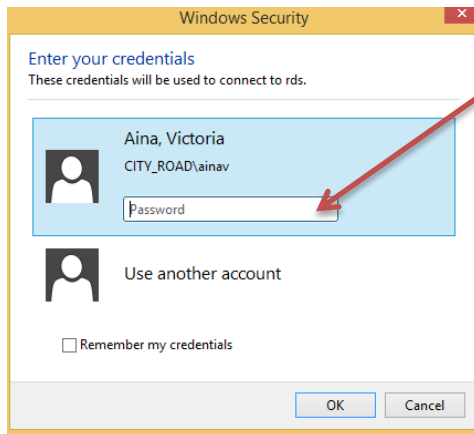 Windows Security
Enter your credentials
These credentials will be used to connect to rds.
Aina, Victoria
CITY_ROAD\ainav
Password
Use another account
Remember my credentials
OK Cancel